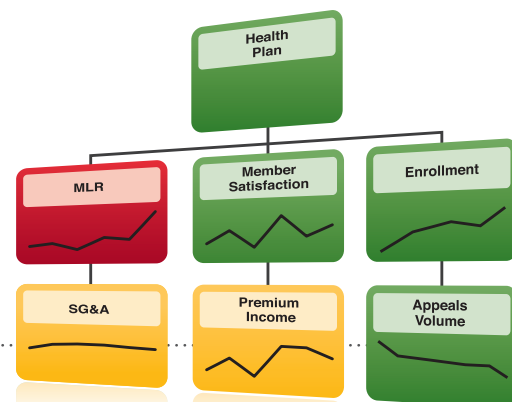 Health
Plan
MLR
Member
Satisfaction
Enrollment
SG&A
Premium
Income
Appeals
Volume